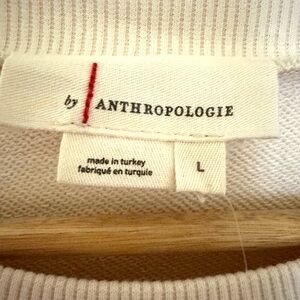 by ANTHROPOLOGIE
made in turkey
fabriqué en turquie
L